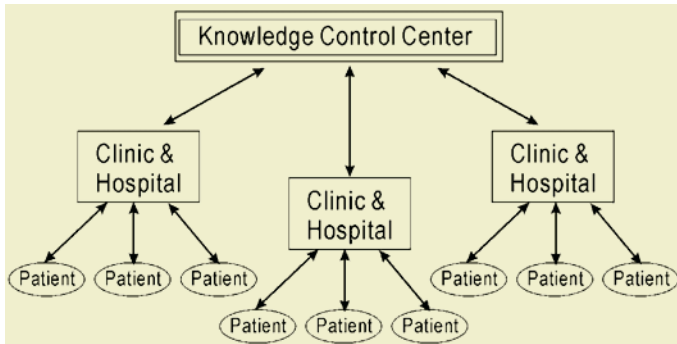 Knowledge Control Center
Clinic &
Hospital
Clinic &
Hospital
Clinic &
Hospital
Patient
Patient
Patient
Patient
Patient
Patient
Patient
Patient
Patient